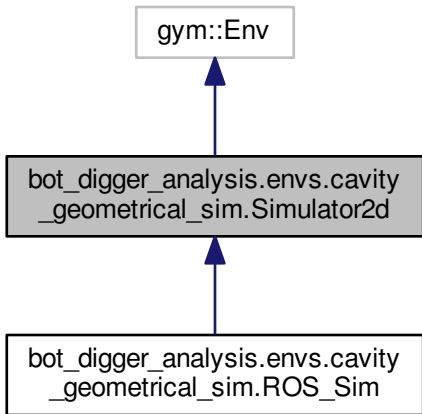 gym::Env
bot_digger_analysis.envs.cavity
_geometrical_sim.Simulator2d
bot_digger_analysis.envs.cavity
_geometrical_sim.ROS_Sim